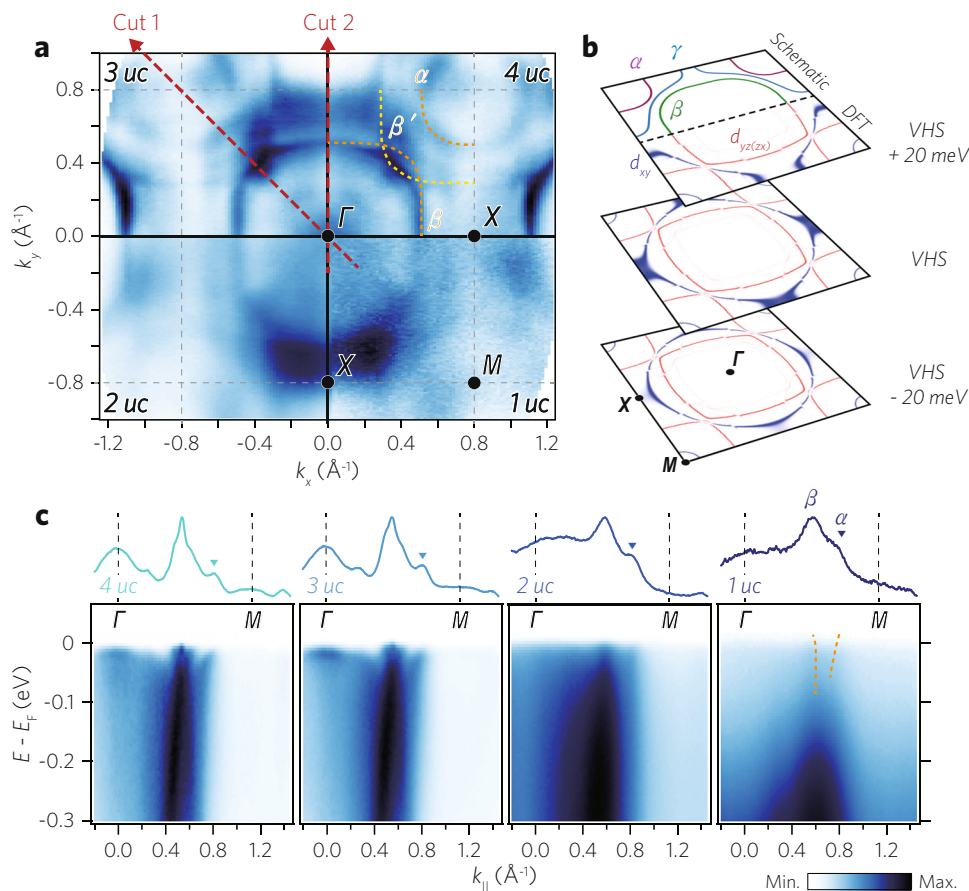 Cut 1
Cut 2
a
3 uc
4 uc
2 uc
1 uc
α
β′
β
Γ
X
X
M
0.8
0.4
0.0
-0.4
-0.8
-1.2
-0.8
-0.4
0.0
0.4
0.8
1.2
k_y (Å⁻¹)
k_x (Å⁻¹)
b
α
γ
β
Schematic
DFT
d_xy
d_yz(zx)
VHS
+ 20 meV
VHS
VHS
- 20 meV
Γ
X
M
c
4 uc
3 uc
2 uc
1 uc
β
α
Γ
M
Γ
M
Γ
M
Γ
M
0
-0.1
-0.2
-0.3
E - E_F (eV)
0.0
0.4
0.8
1.2
0.0
0.4
0.8
1.2
0.0
0.4
0.8
1.2
0.0
0.4
0.8
1.2
k_|| (Å⁻¹)
Min.
Max.